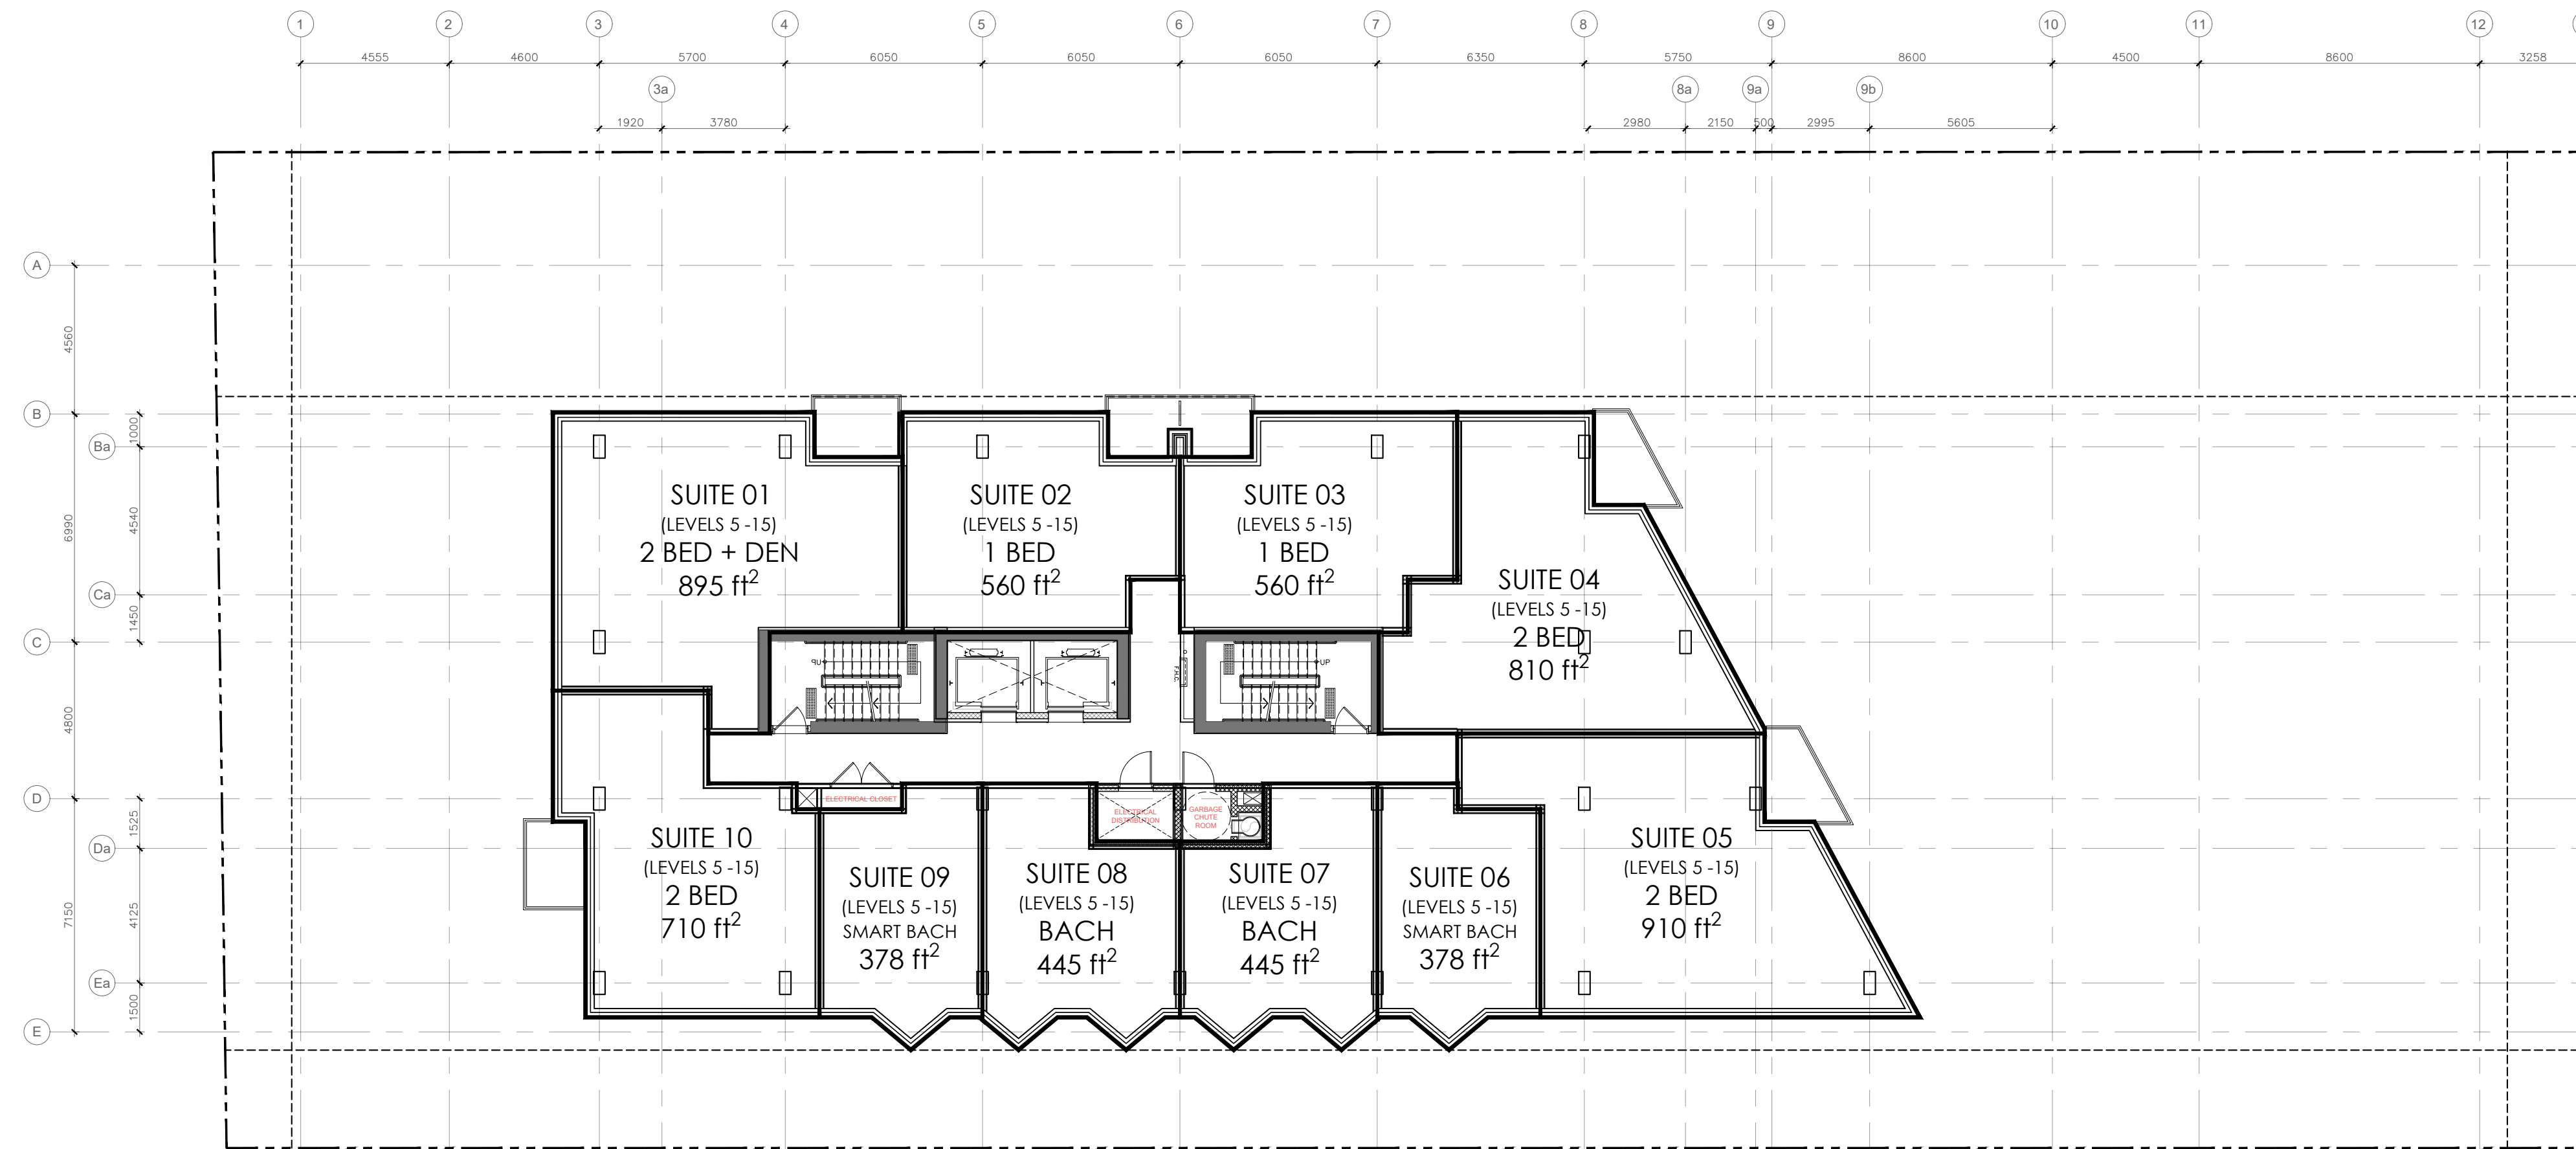 1 2 3 4 5 6 7 8 9 10 11 12
4555 4600 5700 6050 6050 6050 6350 5750 8600 4500 8600 3258
3a 8a 9a 9b
1920 3780 2980 2150 500 2995 5605
A
4560
B
1000
Ba
6990
4540
Ca
1450
C
4800
D
1525
Da
7150
4125
Ea
1500
E
SUITE 01
(LEVELS 5 -15)
2 BED + DEN
895 ft²
SUITE 02
(LEVELS 5 -15)
1 BED
560 ft²
SUITE 03
(LEVELS 5 -15)
1 BED
560 ft²
SUITE 04
(LEVELS 5 -15)
2 BED
810 ft²
UP
F.H.C.
UP
ELECTRICAL CLOSET
ELECTRICAL
DISTRIBUTION
GARBAGE
CHUTE
ROOM
SUITE 10
(LEVELS 5 -15)
2 BED
710 ft²
SUITE 09
(LEVELS 5 -15)
SMART BACH
378 ft²
SUITE 08
(LEVELS 5 -15)
BACH
445 ft²
SUITE 07
(LEVELS 5 -15)
BACH
445 ft²
SUITE 06
(LEVELS 5 -15)
SMART BACH
378 ft²
SUITE 05
(LEVELS 5 -15)
2 BED
910 ft²